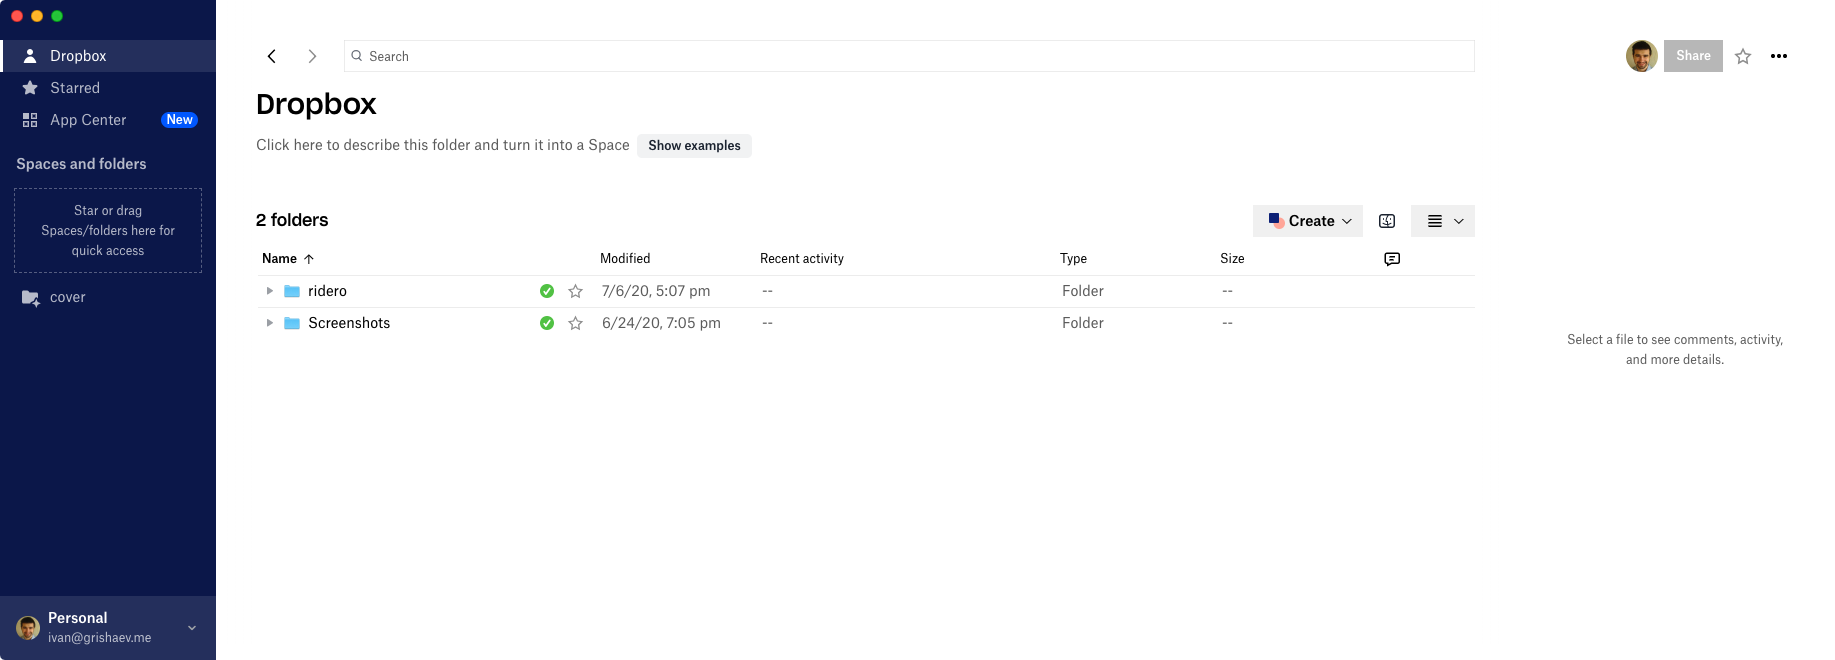 Dropbox
Starred
App Center New
Spaces and folders
Star or drag
Spaces/folders here for
quick access
cover
Personal
ivan@grishaev.me
Search
Share
Dropbox
Click here to describe this folder and turn it into a Space Show examples
2 folders
Create
Name Modified Recent activity Type Size
ridero 7/6/20, 5:07 pm -- Folder --
Screenshots 6/24/20, 7:05 pm -- Folder --
Select a file to see comments, activity,
and more details.